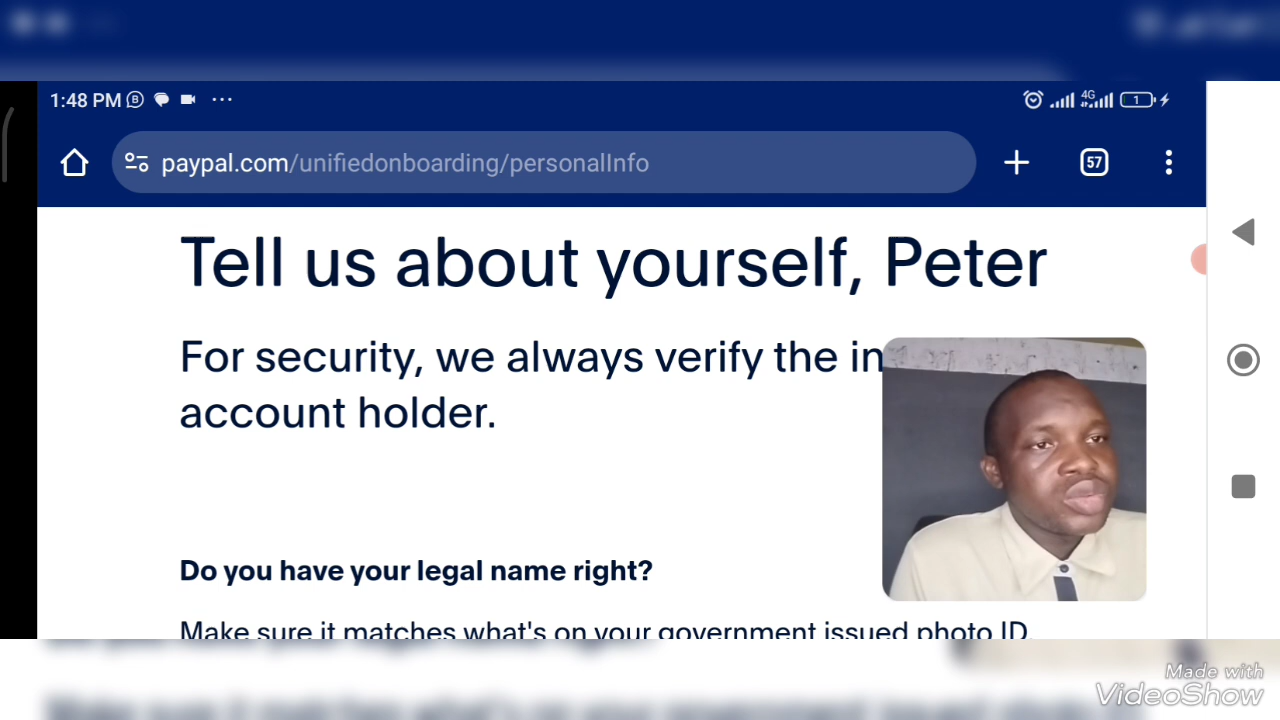 1:48 PM
4G
1
paypal.com/unifiedonboarding/personalInfo
57
Tell us about yourself, Peter
For security, we always verify the in
account holder.
Do you have your legal name right?
Make sure it matches what's on your government issued photo ID.
Made with
VideoShow